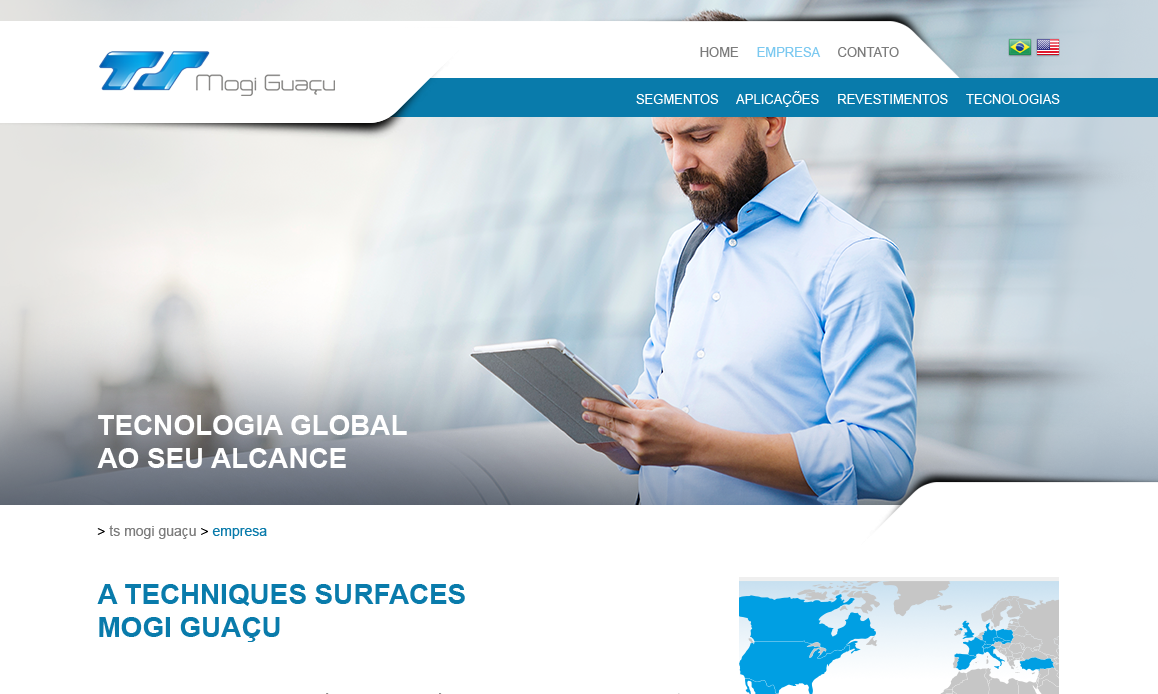 TS Mogi Guaçu
HOME EMPRESA CONTATO
SEGMENTOS APLICAÇÕES REVESTIMENTOS TECNOLOGIAS
TECNOLOGIA GLOBAL
AO SEU ALCANCE
> ts mogi guaçu > empresa
A TECHNIQUES SURFACES
MOGI GUAÇU